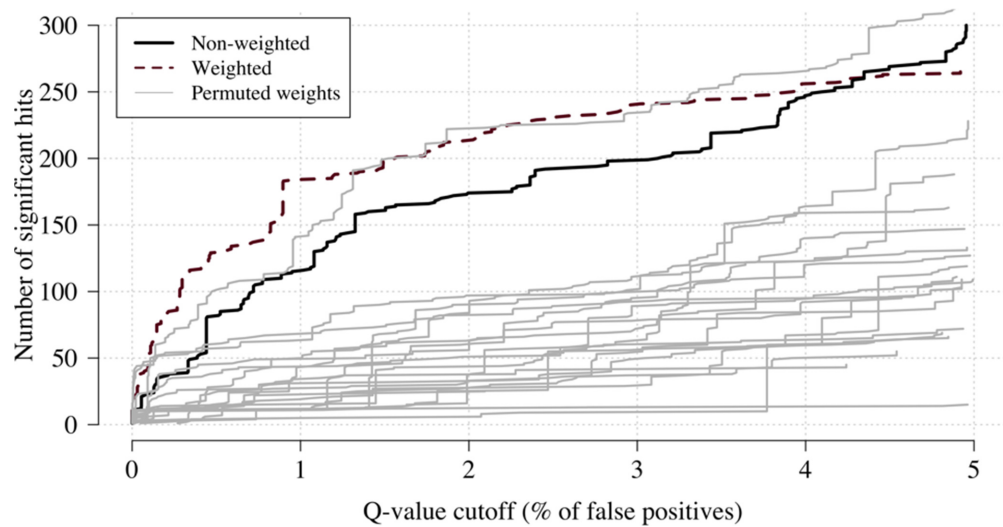 Non-weighted
Weighted
Permuted weights
Number of significant hits
300
250
200
150
100
50
0
0 1 2 3 4 5
Q-value cutoff (% of false positives)